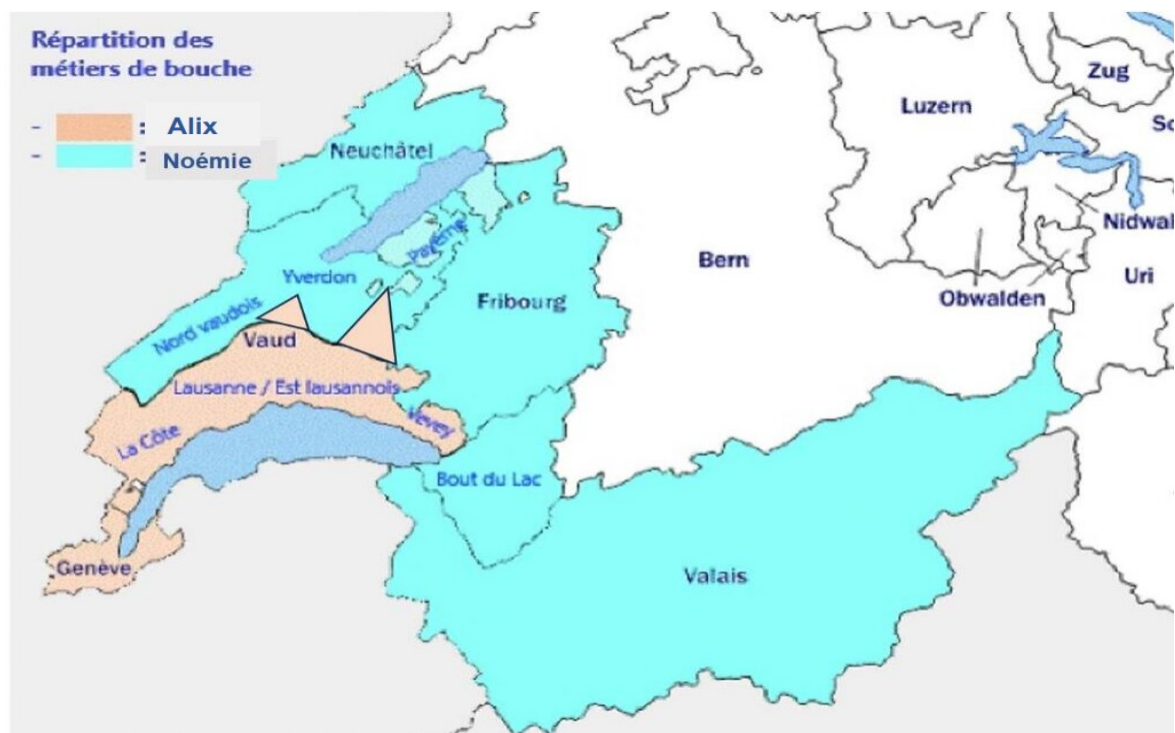 Répartition des
métiers de bouche
- : Alix
- : Noémie
Zug
Luzern
Neuchâtel
Nidwal
Payerne
Bern
Yverdon
Uri
Fribourg
Obwalden
Nord vaudois
Vaud
Lausanne / Est lausannois
Vevey
La Côte
Bout du Lac
Genève
Valais